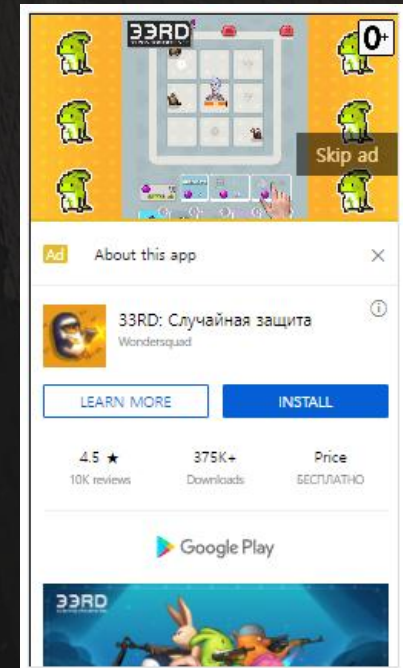 33RD
0+
Skip ad
Ad About this app
33RD: Случайная защита
Wondersquad
LEARN MORE INSTALL
4.5 ★ 375K+ Price
10K reviews Downloads БЕСПЛАТНО
Google Play
33RD